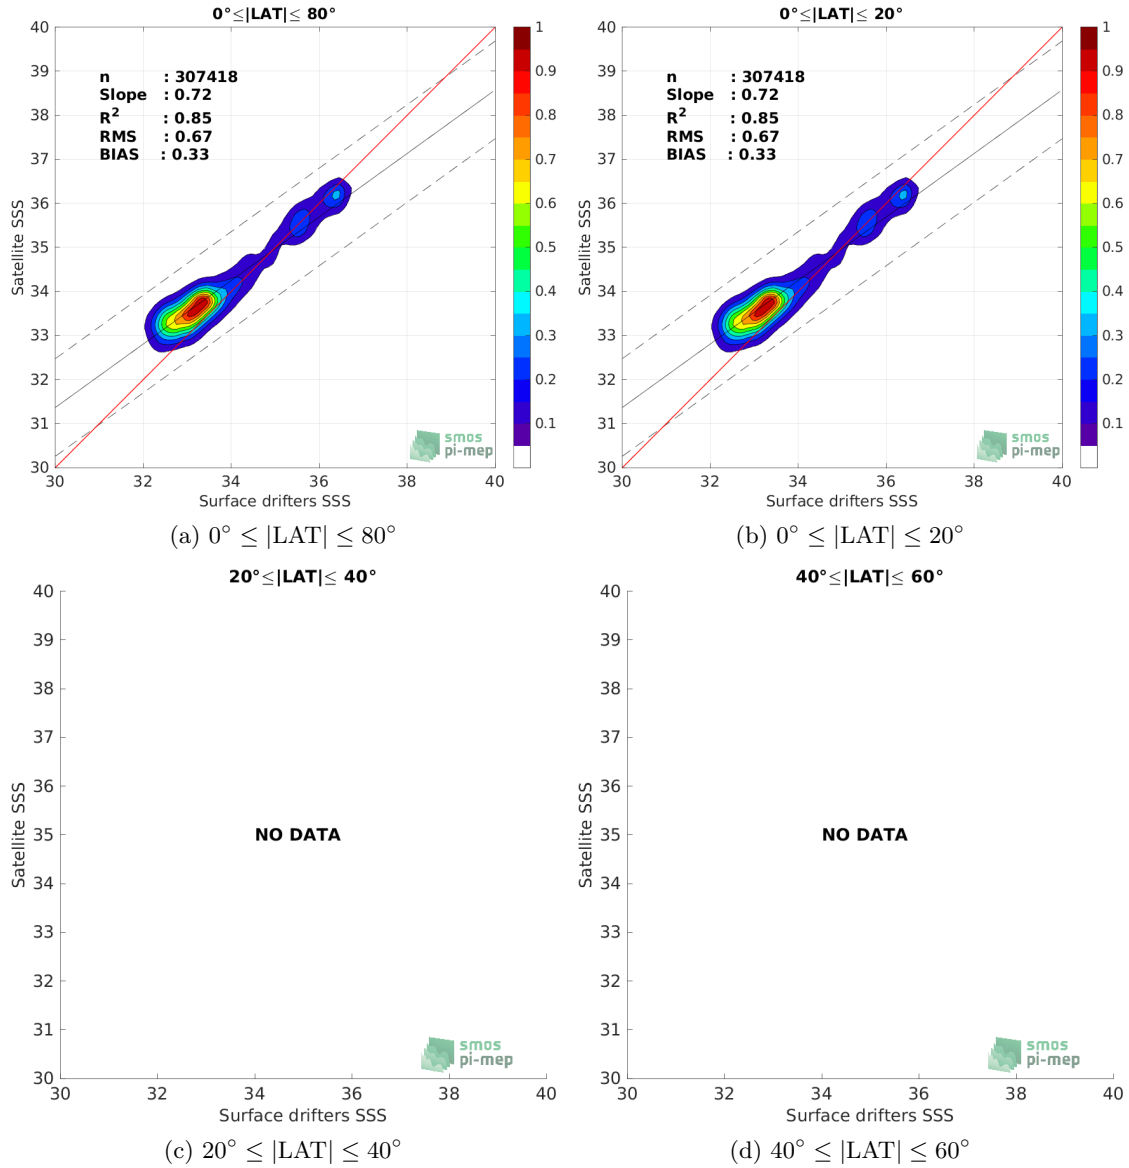 0°≤|LAT|≤ 80°
40
39
38
37
36
35
34
33
32
31
30
30
32
34
36
38
40
Satellite SSS
Surface drifters SSS
n : 307418
Slope : 0.72
R² : 0.85
RMS : 0.67
BIAS : 0.33
smos
pi-mep
1
0.9
0.8
0.7
0.6
0.5
0.4
0.3
0.2
0.1
(a) 0° ≤ |LAT| ≤ 80°
0°≤|LAT|≤ 20°
40
39
38
37
36
35
34
33
32
31
30
30
32
34
36
38
40
Satellite SSS
Surface drifters SSS
n : 307418
Slope : 0.72
R² : 0.85
RMS : 0.67
BIAS : 0.33
smos
pi-mep
1
0.9
0.8
0.7
0.6
0.5
0.4
0.3
0.2
0.1
(b) 0° ≤ |LAT| ≤ 20°
20°≤|LAT|≤ 40°
40
39
38
37
36
35
34
33
32
31
30
30
32
34
36
38
40
Satellite SSS
Surface drifters SSS
NO DATA
smos
pi-mep
(c) 20° ≤ |LAT| ≤ 40°
40°≤|LAT|≤ 60°
40
39
38
37
36
35
34
33
32
31
30
30
32
34
36
38
40
Satellite SSS
Surface drifters SSS
NO DATA
smos
pi-mep
(d) 40° ≤ |LAT| ≤ 60°